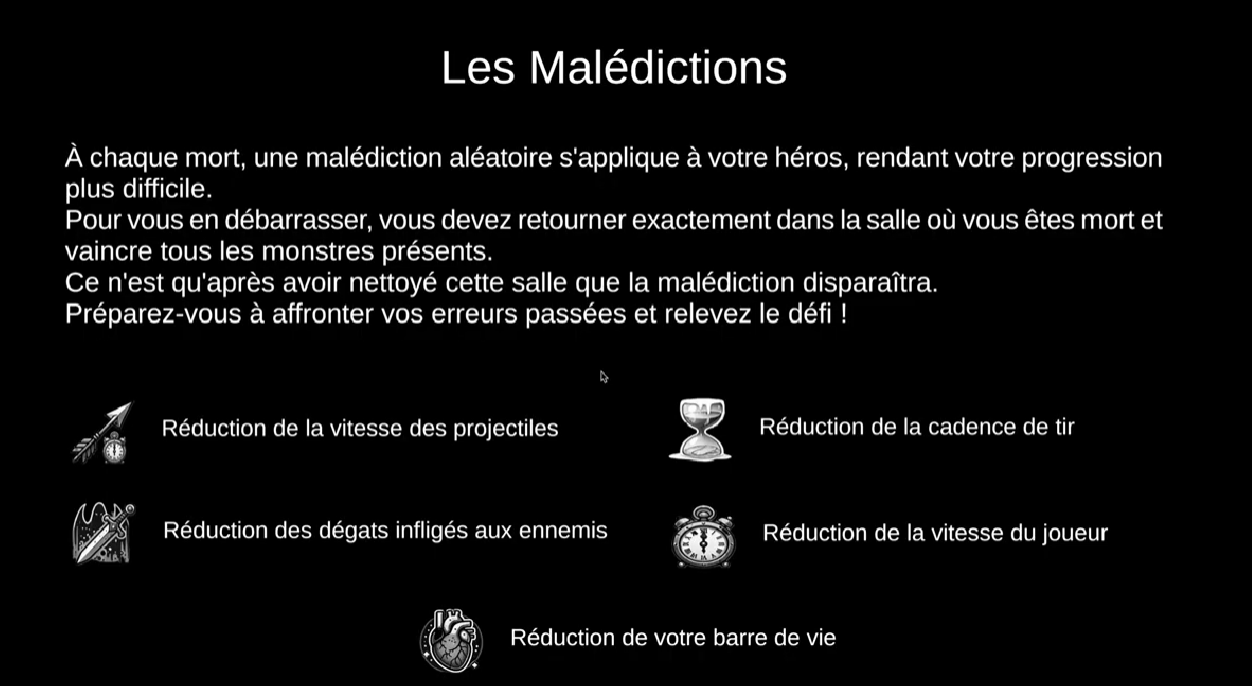 Les Malédictions
À chaque mort, une malédiction aléatoire s'applique à votre héros, rendant votre progression
plus difficile.
Pour vous en débarrasser, vous devez retourner exactement dans la salle où vous êtes mort et
vaincre tous les monstres présents.
Ce n'est qu'après avoir nettoyé cette salle que la malédiction disparaîtra.
Préparez-vous à affronter vos erreurs passées et relevez le défi !
Réduction de la vitesse des projectiles
Réduction de la cadence de tir
Réduction des dégats infligés aux ennemis
Réduction de la vitesse du joueur
Réduction de votre barre de vie